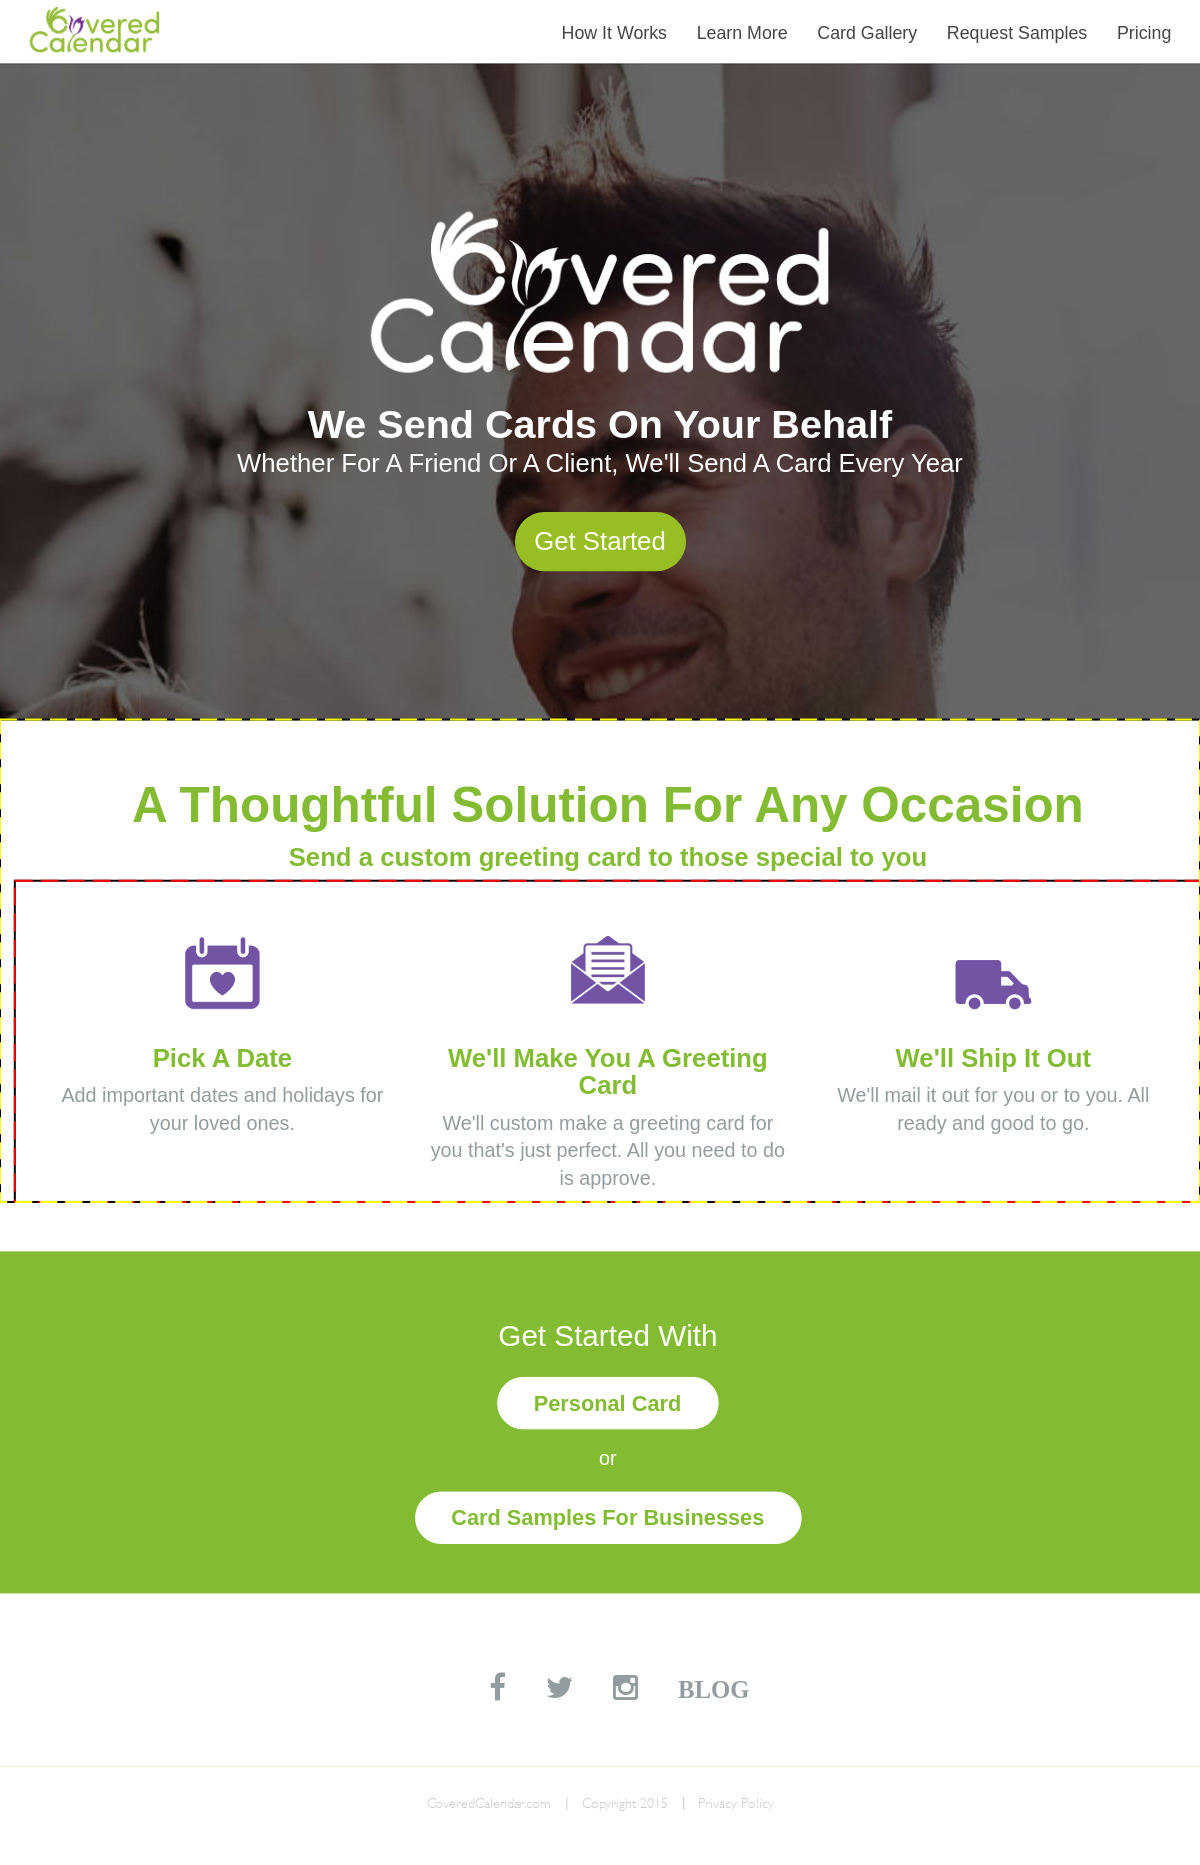 Covered
Calendar
How It Works
Learn More
Card Gallery
Request Samples
Pricing
Covered
Calendar
We Send Cards On Your Behalf
Whether For A Friend Or A Client, We'll Send A Card Every Year
Get Started
A Thoughtful Solution For Any Occasion
Send a custom greeting card to those special to you
Pick A Date
Add important dates and holidays for
your loved ones.
We'll Make You A Greeting
Card
We'll custom make a greeting card for
you that's just perfect. All you need to do
is approve.
We'll Ship It Out
We'll mail it out for you or to you. All
ready and good to go.
Get Started With
Personal Card
or
Card Samples For Businesses
BLOG
CoveredCalendar.com | Copyright 2015 | Privacy Policy